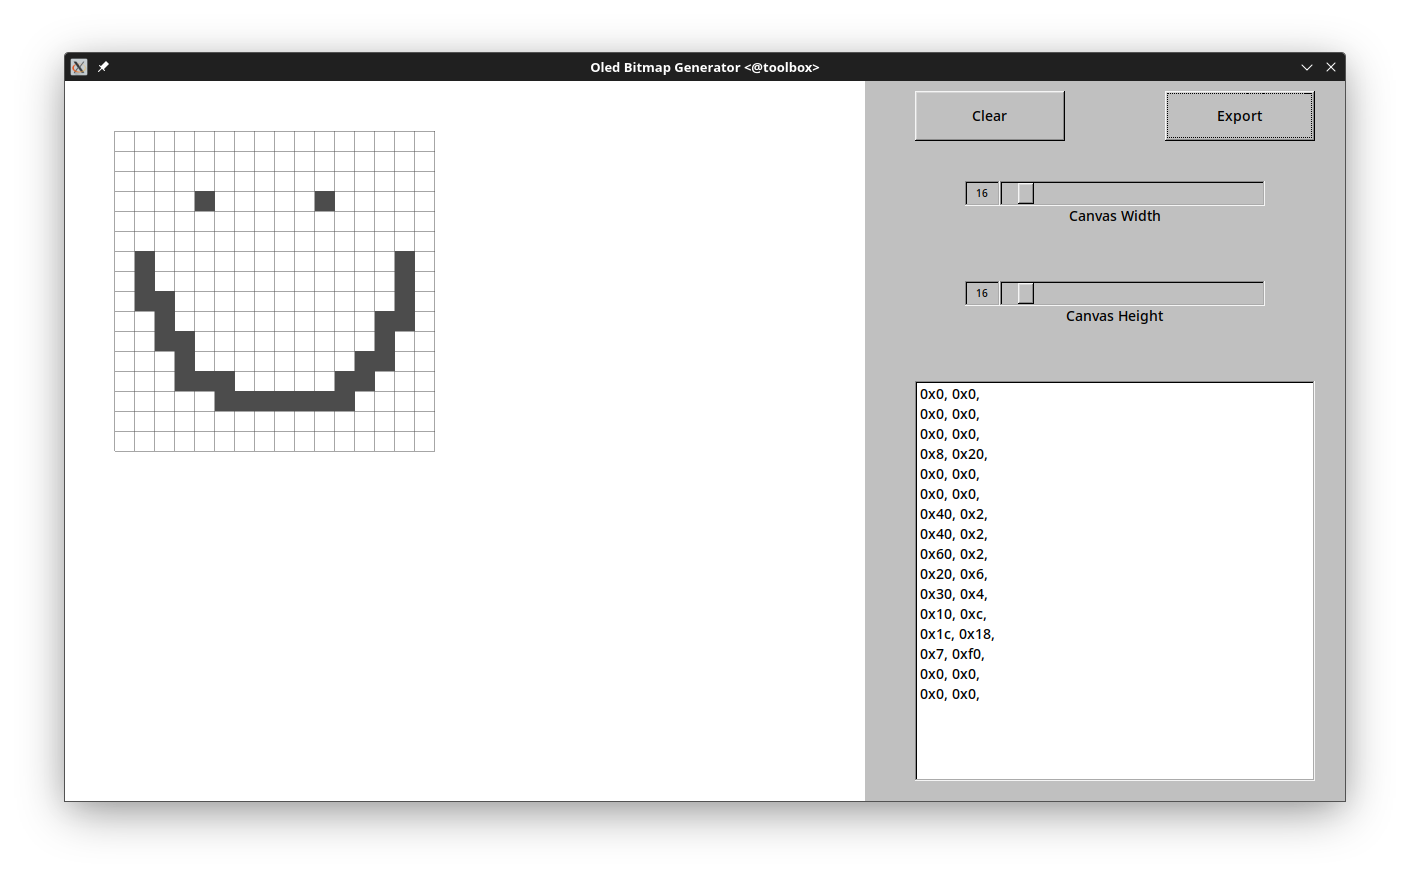 Oled Bitmap Generator <@toolbox>
Clear
Export
16
Canvas Width
16
Canvas Height
0x0, 0x0,
0x0, 0x0,
0x0, 0x0,
0x8, 0x20,
0x0, 0x0,
0x0, 0x0,
0x40, 0x2,
0x40, 0x2,
0x60, 0x2,
0x20, 0x6,
0x30, 0x4,
0x10, 0xc,
0x1c, 0x18,
0x7, 0xf0,
0x0, 0x0,
0x0, 0x0,